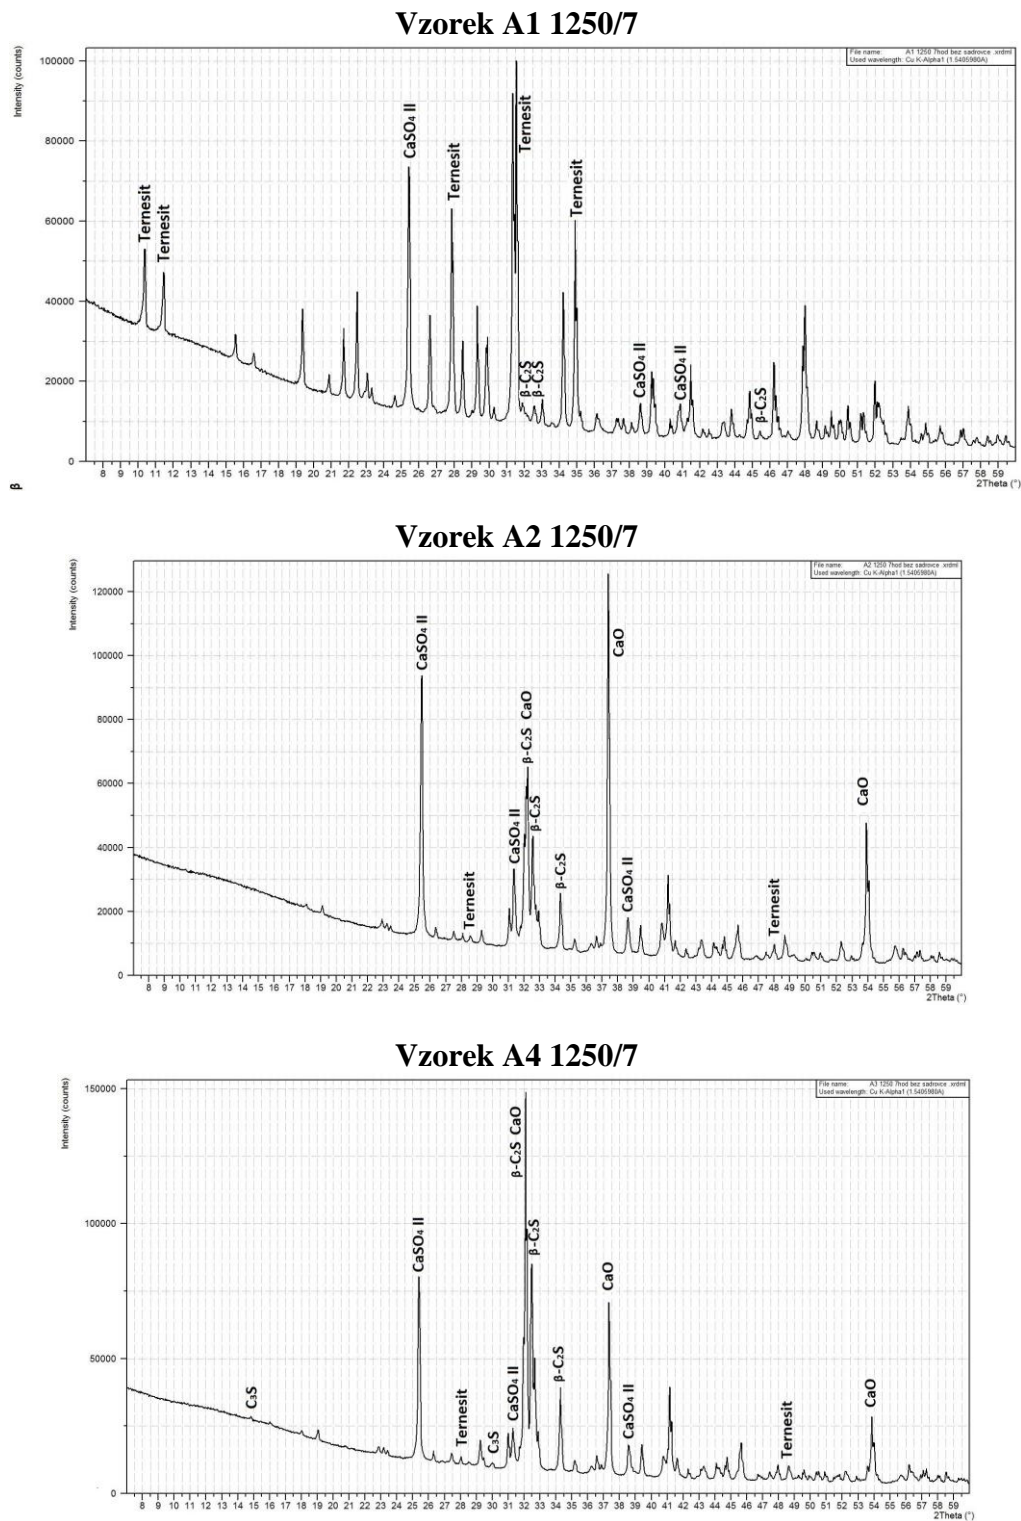 Vzorek A1 1250/7
File name: A1 1250 7hod bez sadrovce .xrdml
Used wavelength: Cu K-Alpha1 (1.5405980A)
Intensity (counts)
100000
80000
60000
40000
20000
0
Ternesit
Ternesit
CaSO₄ II
Ternesit
Ternesit
β-C₂S
β-C₂S
Ternesit
CaSO₄ II
CaSO₄ II
β-C₂S
8 9 10 11 12 13 14 15 16 17 18 19 20 21 22 23 24 25 26 27 28 29 30 31 32 33 34 35 36 37 38 39 40 41 42 43 44 45 46 47 48 49 50 51 52 53 54 55 56 57 58 59
2Theta (°)
β
Vzorek A2 1250/7
File name: A2 1250 7hod bez sadrovce .xrdml
Used wavelength: Cu K-Alpha1 (1.5405980A)
Intensity (counts)
120000
100000
80000
60000
40000
20000
0
CaSO₄ II
Ternesit
CaSO₄ II
β-C₂S CaO
β-C₂S
β-C₂S
CaO
CaSO₄ II
Ternesit
CaO
8 9 10 11 12 13 14 15 16 17 18 19 20 21 22 23 24 25 26 27 28 29 30 31 32 33 34 35 36 37 38 39 40 41 42 43 44 45 46 47 48 49 50 51 52 53 54 55 56 57 58 59
2Theta (°)
Vzorek A4 1250/7
File name: A3 1250 7hod bez sadrovce .xrdml
Used wavelength: Cu K-Alpha1 (1.5405980A)
Intensity (counts)
150000
100000
50000
0
C₃S
CaSO₄ II
Ternesit
C₃S
CaSO₄ II
β-C₂S CaO
β-C₂S
β-C₂S
CaO
CaSO₄ II
Ternesit
CaO
8 9 10 11 12 13 14 15 16 17 18 19 20 21 22 23 24 25 26 27 28 29 30 31 32 33 34 35 36 37 38 39 40 41 42 43 44 45 46 47 48 49 50 51 52 53 54 55 56 57 58 59
2Theta (°)